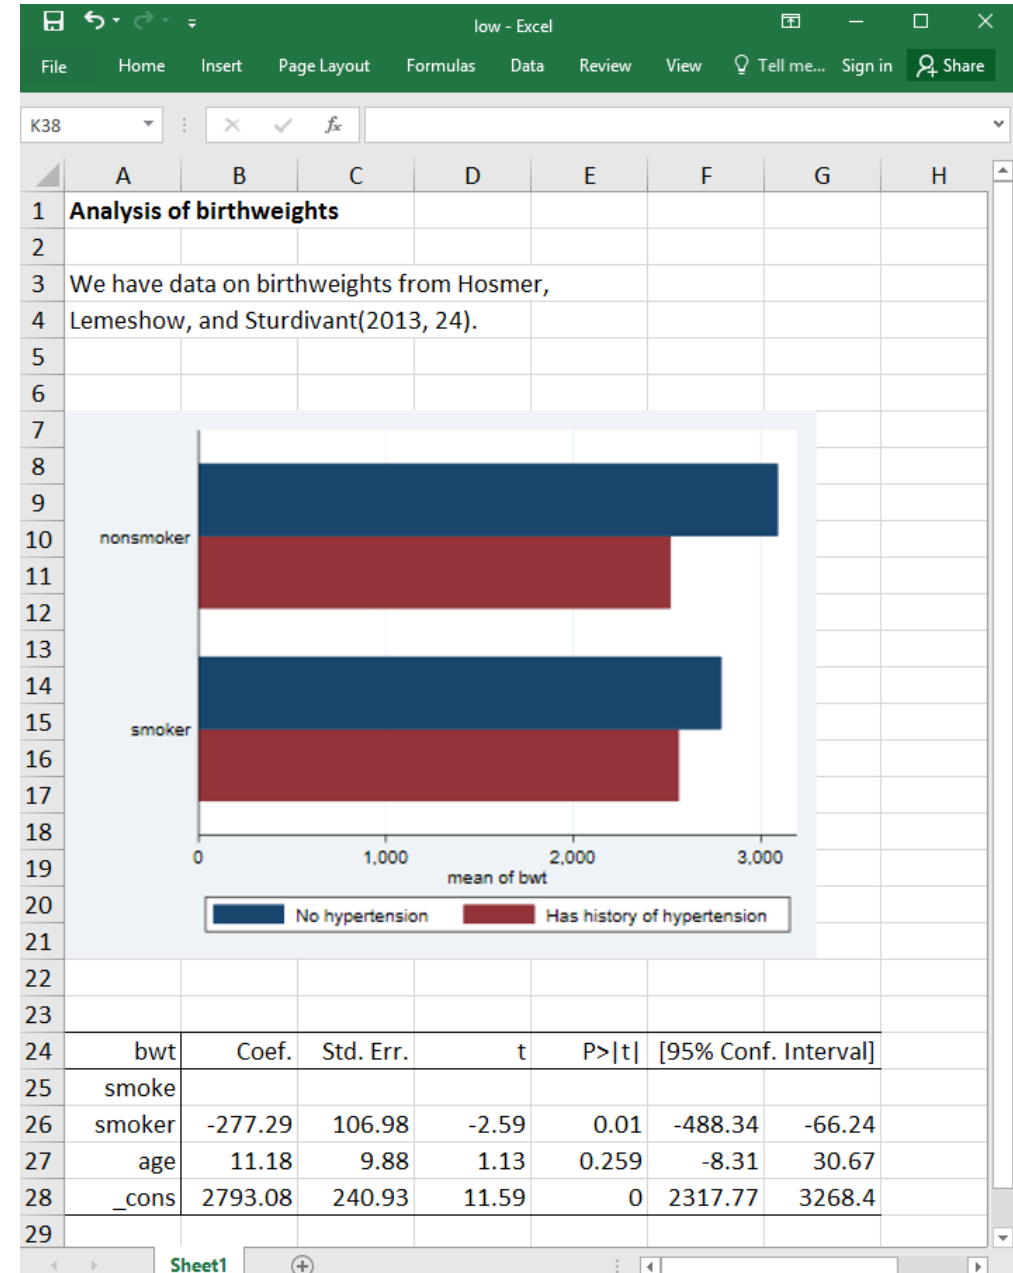 low - Excel
File Home Insert Page Layout Formulas Data Review View Tell me... Sign in Share
K38 fx
A B C D E F G H
1 Analysis of birthweights
2
3 We have data on birthweights from Hosmer,
4 Lemeshow, and Sturdivant(2013, 24).
5
6
7
8
9
10 nonsmoker
11
12
13
14
15 smoker
16
17
18
0 1,000 2,000 3,000
19 mean of bwt
20 No hypertension Has history of hypertension
21
22
23
24 bwt Coef. Std. Err. t P>|t| [95% Conf. Interval]
25 smoke
26 smoker -277.29 106.98 -2.59 0.01 -488.34 -66.24
27 age 11.18 9.88 1.13 0.259 -8.31 30.67
28 _cons 2793.08 240.93 11.59 0 2317.77 3268.4
29
Sheet1